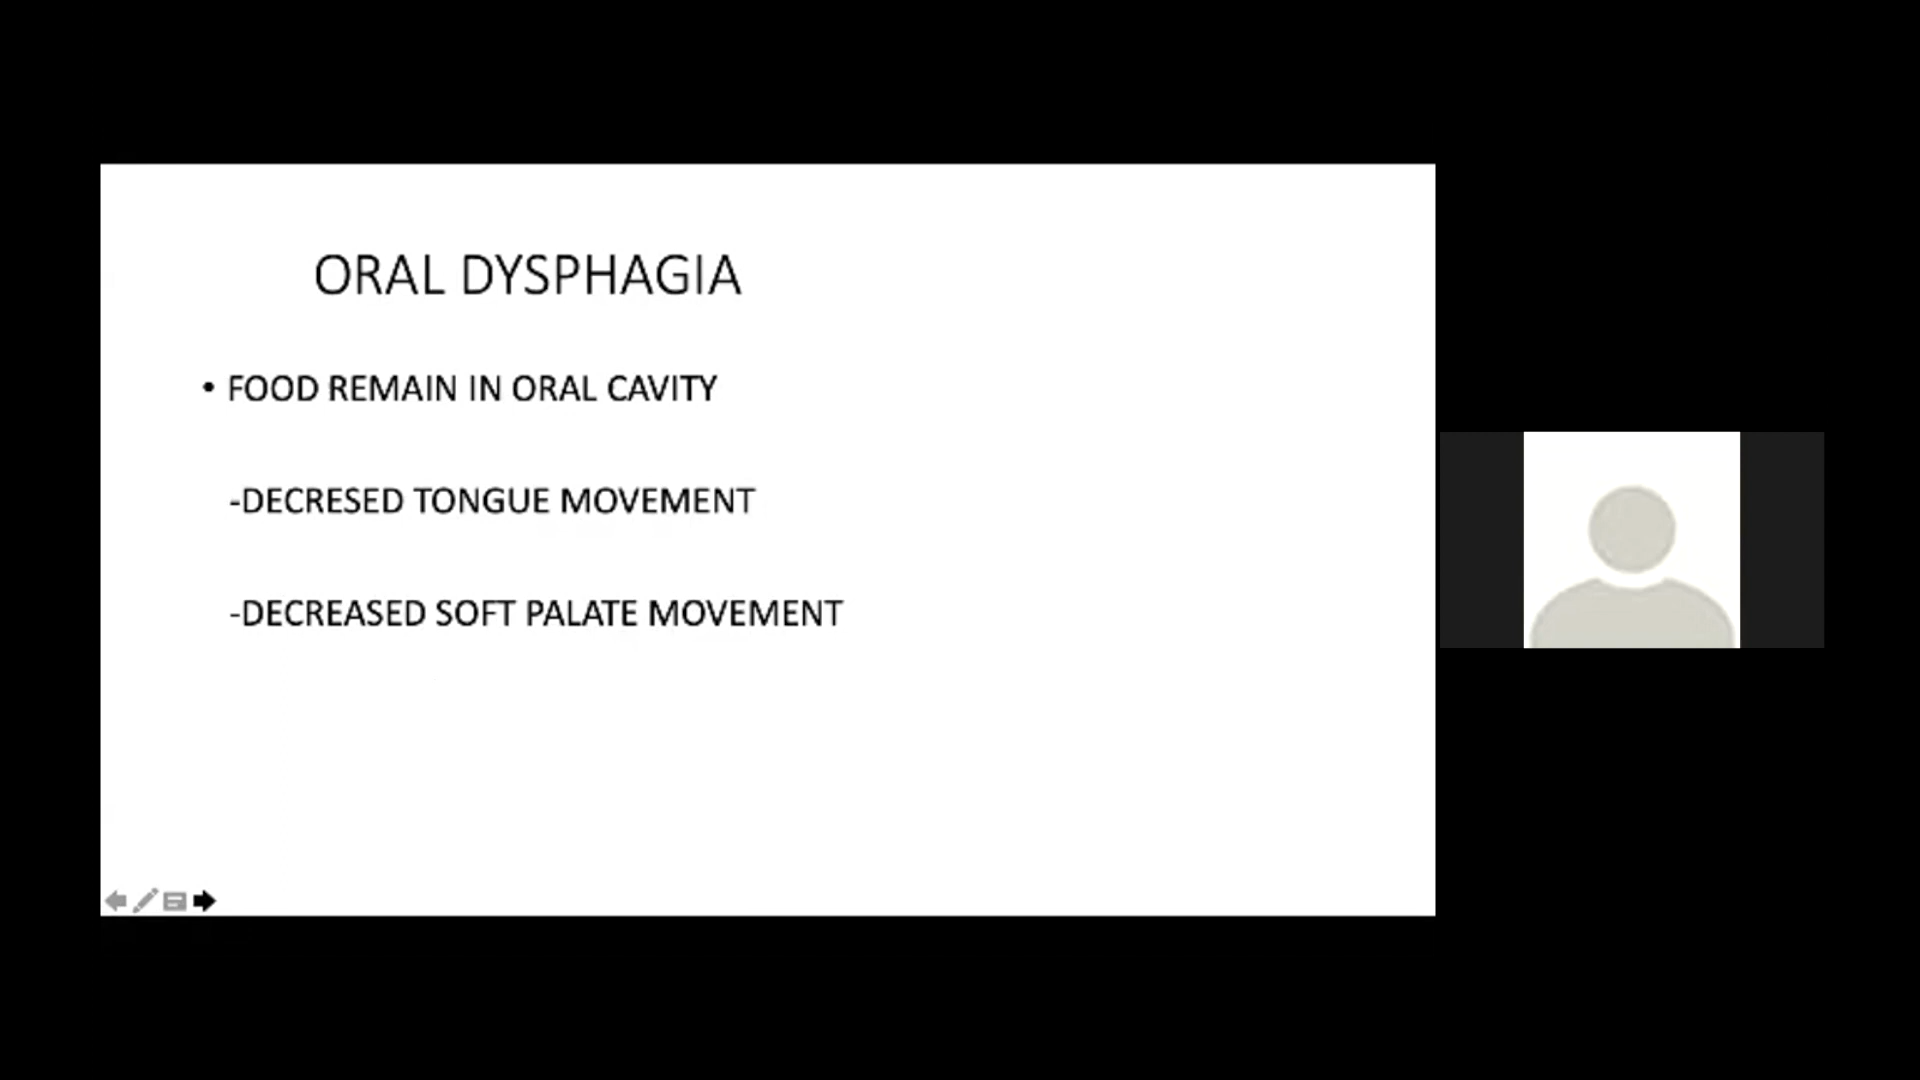 ORAL DYSPHAGIA
• FOOD REMAIN IN ORAL CAVITY
-DECRESED TONGUE MOVEMENT
-DECREASED SOFT PALATE MOVEMENT